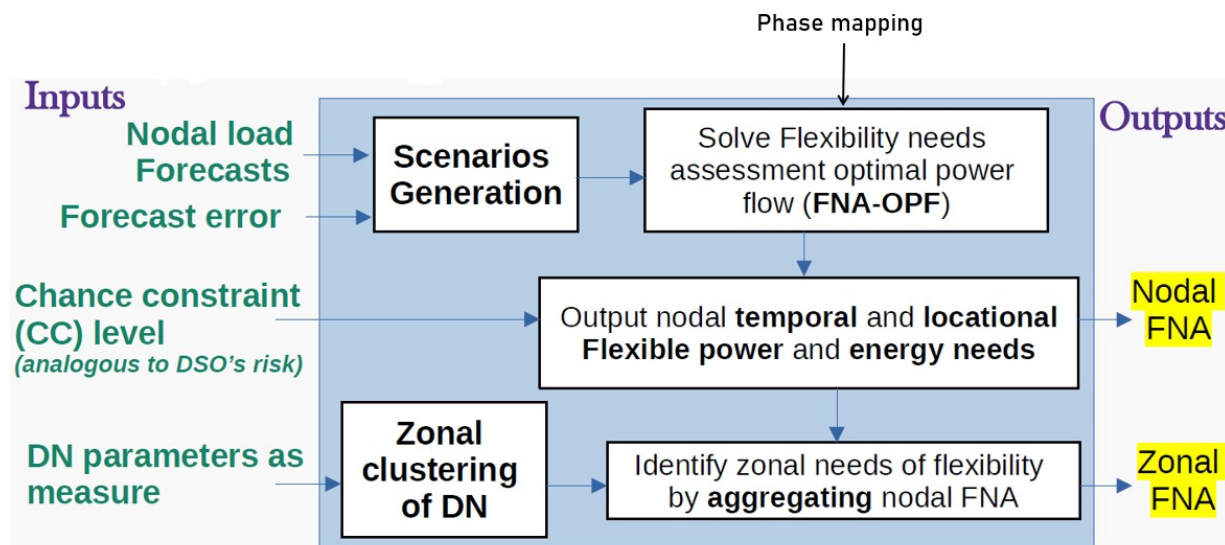 Phase mapping
Inputs
Outputs
Nodal load
Forecasts
Forecast error
Scenarios
Generation
Solve Flexibility needs
assessment optimal power
flow (FNA-OPF)
Chance constraint
(CC) level
(analogous to DSO's risk)
Output nodal temporal and locational
Flexible power and energy needs
Nodal
FNA
DN parameters as
measure
Zonal
clustering
of DN
Identify zonal needs of flexibility
by aggregating nodal FNA
Zonal
FNA